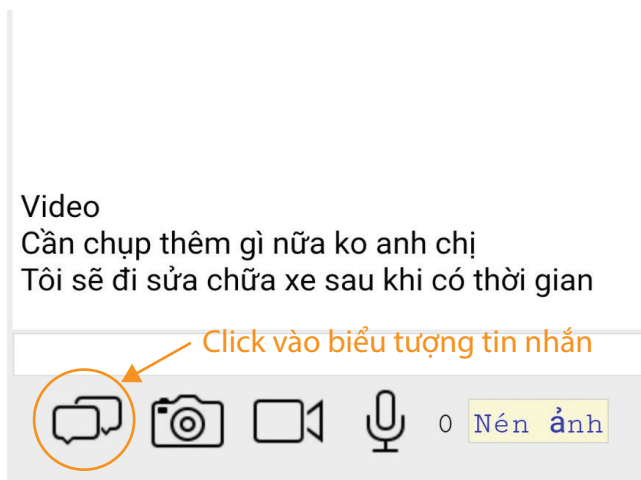 Video
Cần chụp thêm gì nữa ko anh chị
Tôi sẽ đi sửa chữa xe sau khi có thời gian
Click vào biểu tượng tin nhắn
0 Nén ảnh